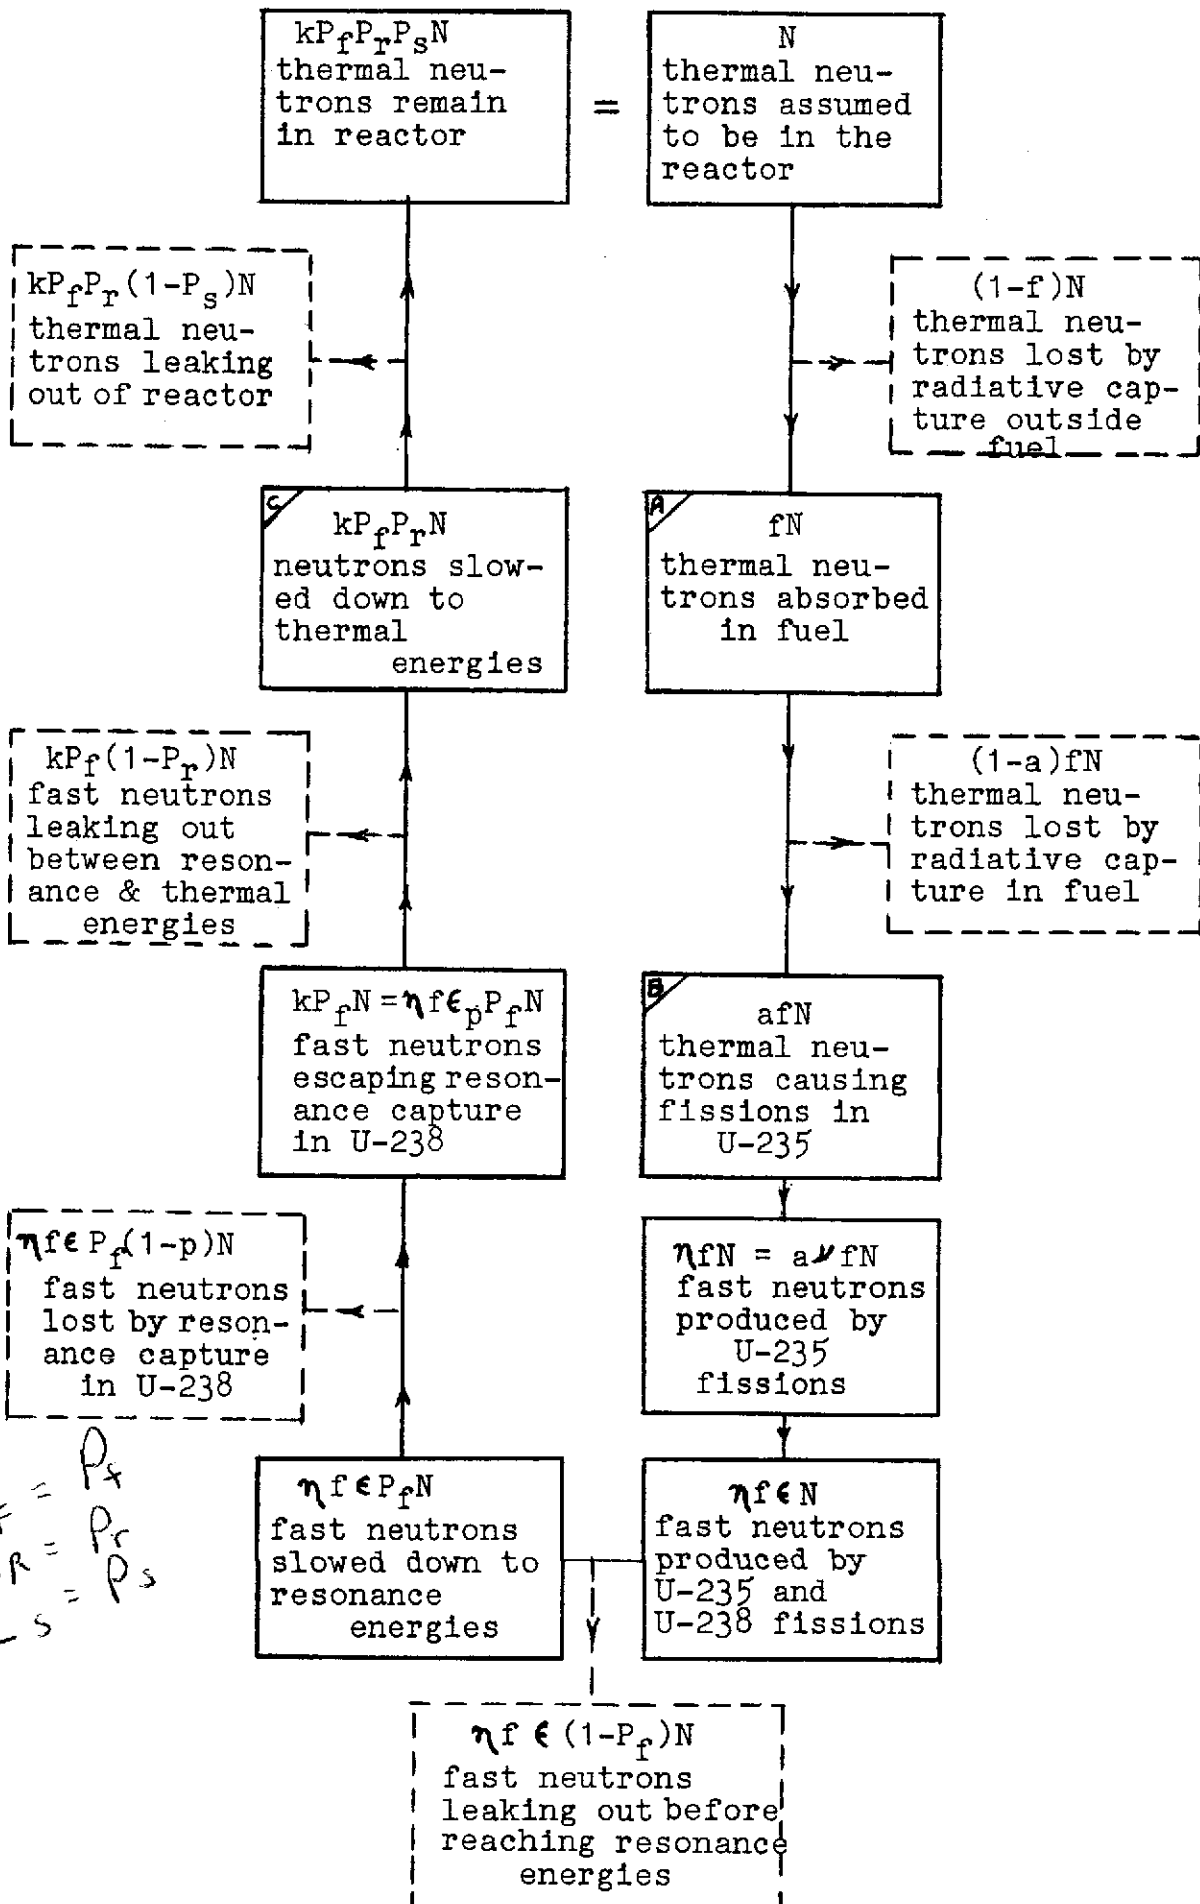 kP_fP_rP_sN
thermal neu-
trons remain
in reactor
=
N
thermal neu-
trons assumed
to be in the
reactor
kP_fP_r(1-P_s)N
thermal neu-
trons leaking
out of reactor
(1-f)N
thermal neu-
trons lost by
radiative cap-
ture outside
fuel
C
kP_fP_rN
neutrons slow-
ed down to
thermal
energies
A
fN
thermal neu-
trons absorbed
in fuel
kP_f(1-P_r)N
fast neutrons
leaking out
between reson-
ance & thermal
energies
(1-a)fN
thermal neu-
trons lost by
radiative cap-
ture in fuel
kP_fN = ηfϵ_pP_fN
fast neutrons
escaping reson-
ance capture
in U-238
B
afN
thermal neu-
trons causing
fissions in
U-235
ηfϵP_f(1-p)N
fast neutrons
lost by reson-
ance capture
in U-238
ηfN = aνfN
fast neutrons
produced by
U-235
fissions
= P_f
R = P_r
s = P_s
ηfϵP_fN
fast neutrons
slowed down to
resonance
energies
ηfϵN
fast neutrons
produced by
U-235 and
U-238 fissions
ηfϵ(1-P_f)N
fast neutrons
leaking out before
reaching resonance
energies